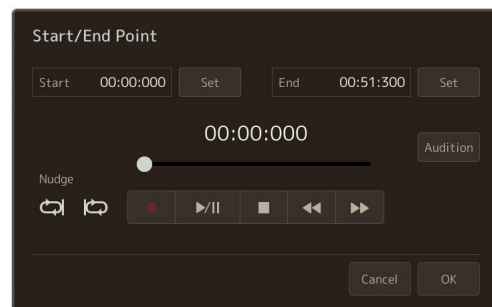 Start/End Point
Start 00:00:000 Set End 00:51:300 Set
00:00:000
Audition
Nudge
Cancel OK